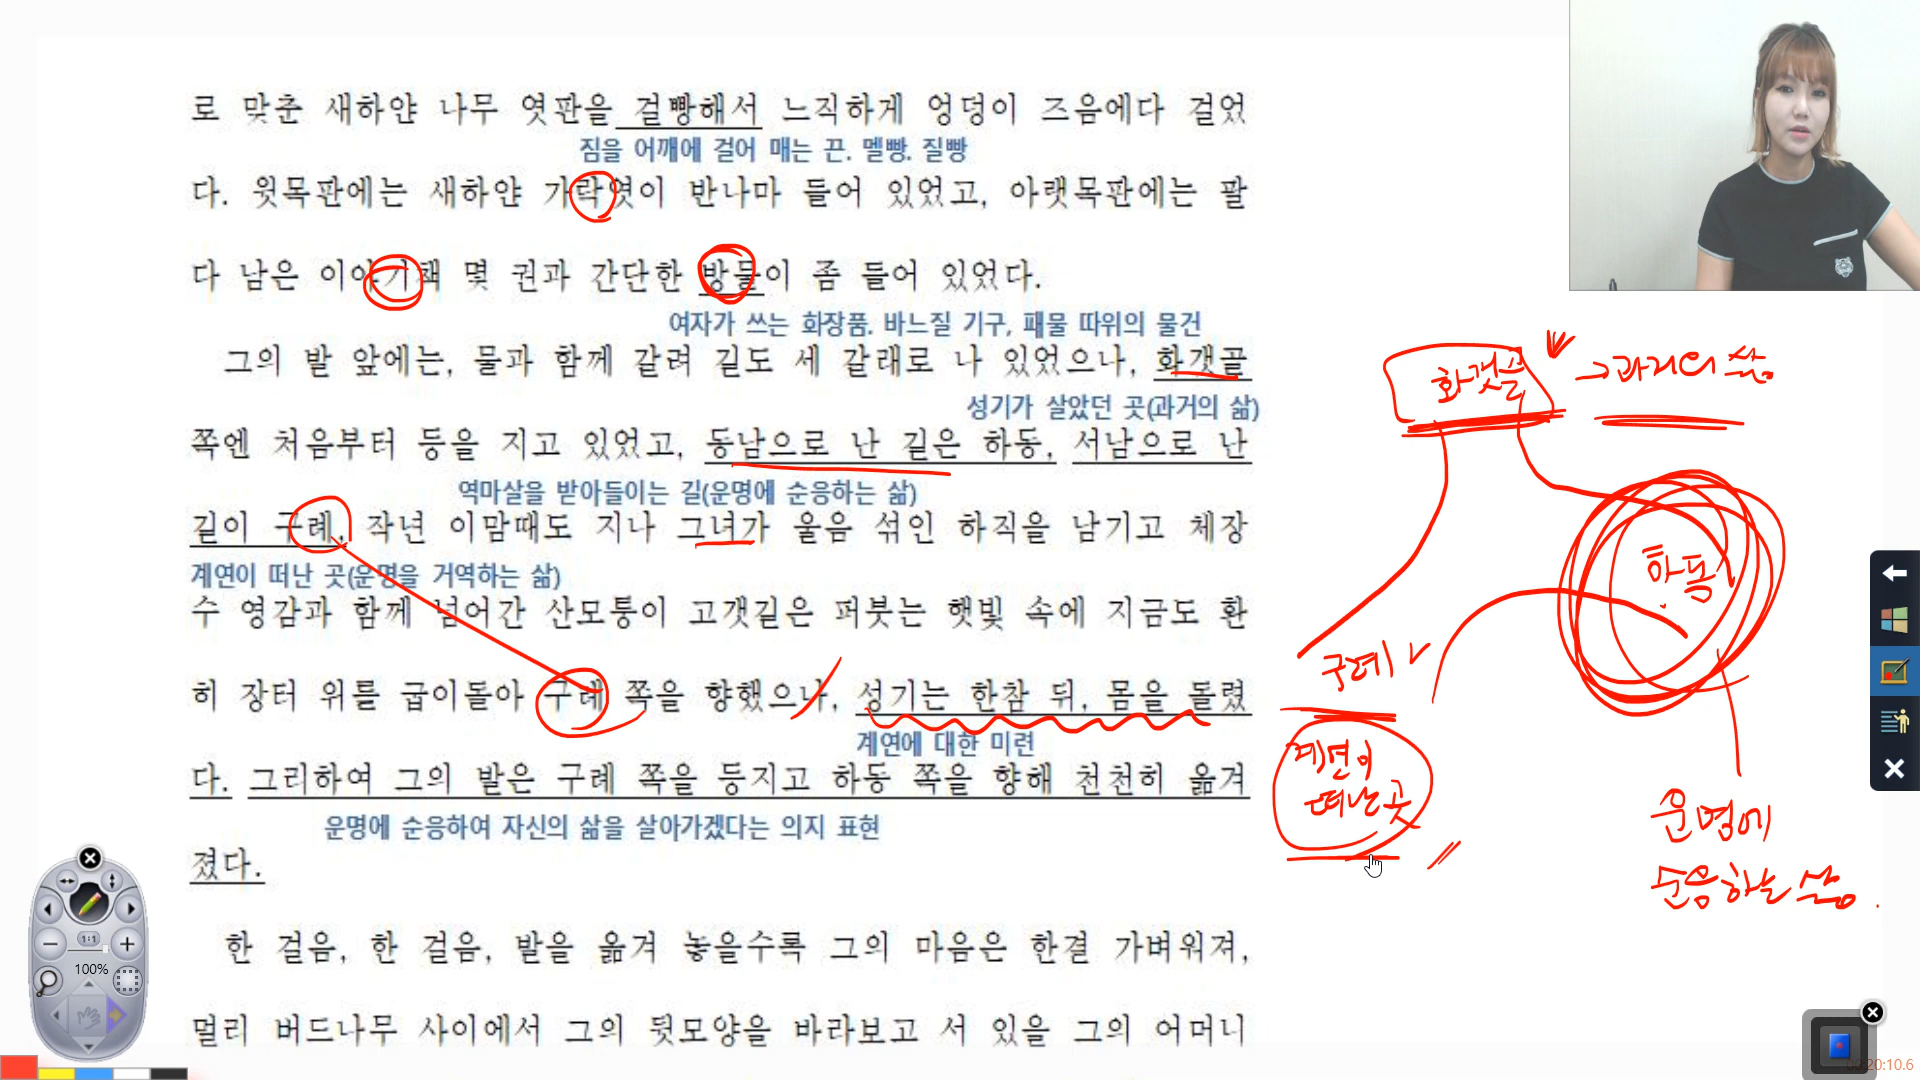 로 맞춘 새하얀 나무 엿판을 걸빵해서 느직하게 엉덩이 즈음에다 걸었
짐을 어깨에 걸어 매는 끈. 멜빵. 질빵
다. 윗목판에는 새하얀 가락엿이 반나마 들어 있었고, 아랫목판에는 팔
다 남은 이야기책 몇 권과 간단한 방물이 좀 들어 있었다.
여자가 쓰는 화장품. 바느질 기구, 패물 따위의 물건
그의 발 앞에는, 물과 함께 갈려 길도 세 갈래로 나 있었으나, 화갯골
성기가 살았던 곳(과거의 삶)
쪽엔 처음부터 등을 지고 있었고, 동남으로 난 길은 하동, 서남으로 난
역마살을 받아들이는 길(운명에 순응하는 삶)
길이 구례, 작년 이맘때도 지나 그녀가 울음 섞인 하직을 남기고 체장
계연이 떠난 곳(운명을 거역하는 삶)
수 영감과 함께 넘어간 산모퉁이 고갯길은 퍼붓는 햇빛 속에 지금도 환
히 장터 위를 굽이돌아 구례 쪽을 향했으나, 성기는 한참 뒤, 몸을 돌렸
계연에 대한 미련
다. 그리하여 그의 발은 구례 쪽을 등지고 하동 쪽을 향해 천천히 옮겨
운명에 순응하여 자신의 삶을 살아가겠다는 의지 표현
졌다.
한 걸음, 한 걸음, 발을 옮겨 놓을수록 그의 마음은 한결 가벼워져,
멀리 버드나무 사이에서 그의 뒷모양을 바라보고 서 있을 그의 어머니
화갯골 →과거의 삶
하동
구례
계연이
떠난 곳
운명에
순응하는 삶.
1:1
100%
20:10.6